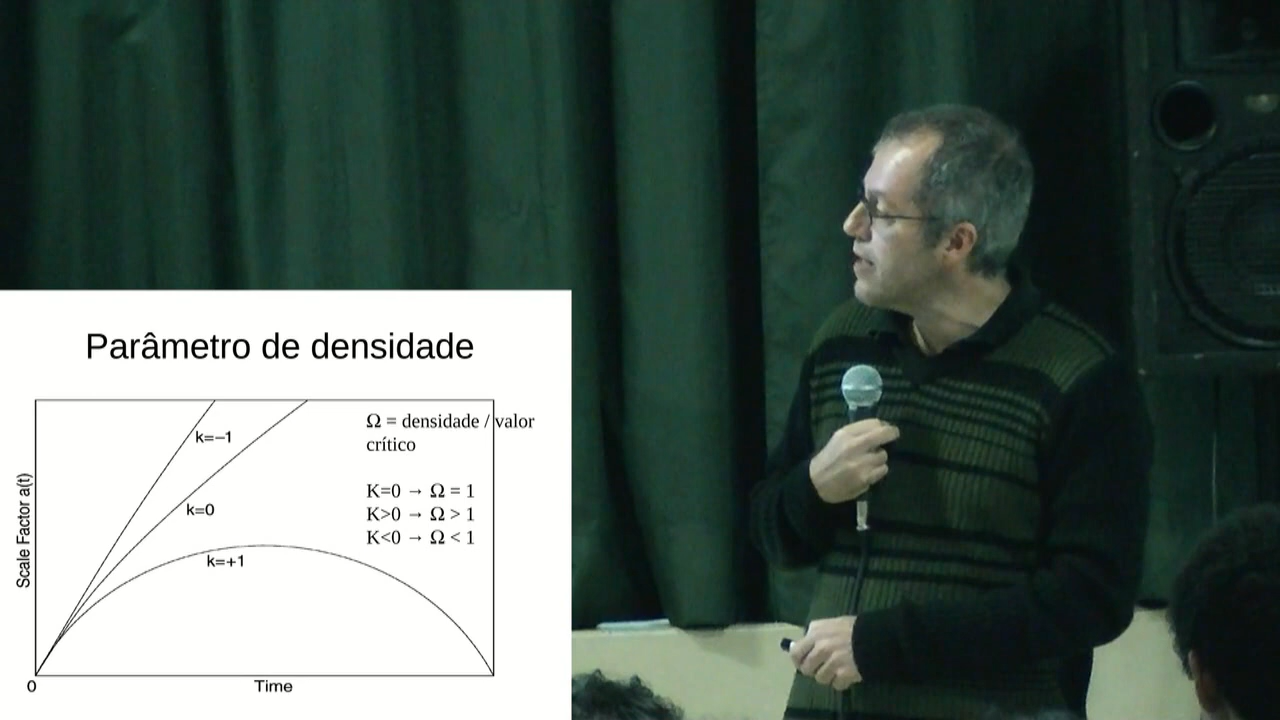 Parâmetro de densidade
Ω = densidade / valor
crítico
k=−1
K=0 → Ω = 1
k=0
K>0 → Ω > 1
K<0 → Ω < 1
k=+1
Scale Factor a(t)
0
Time